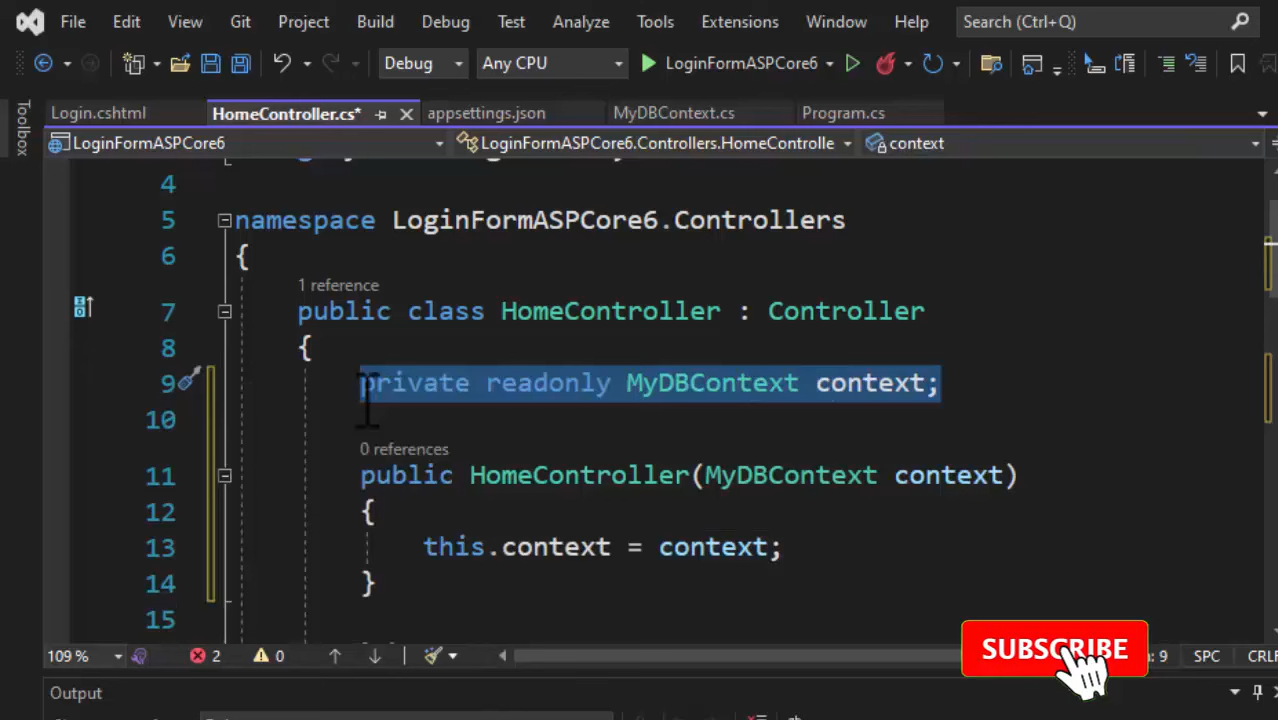 File Edit View Git Project Build Debug Test Analyze Tools Extensions Window Help Search (Ctrl+Q)
Debug Any CPU LoginFormASPCore6
Toolbox
Login.cshtml HomeController.cs* appsettings.json MyDBContext.cs Program.cs
LoginFormASPCore6 LoginFormASPCore6.Controllers.HomeControlle context
4
5 namespace LoginFormASPCore6.Controllers
6 {
1 reference
7 public class HomeController : Controller
8 {
9 private readonly MyDBContext context;
10
0 references
11 public HomeController(MyDBContext context)
12 {
13 this.context = context;
14 }
15
SUBSCRIBE
109 % 2 0 : 9 SPC CRLF
Output